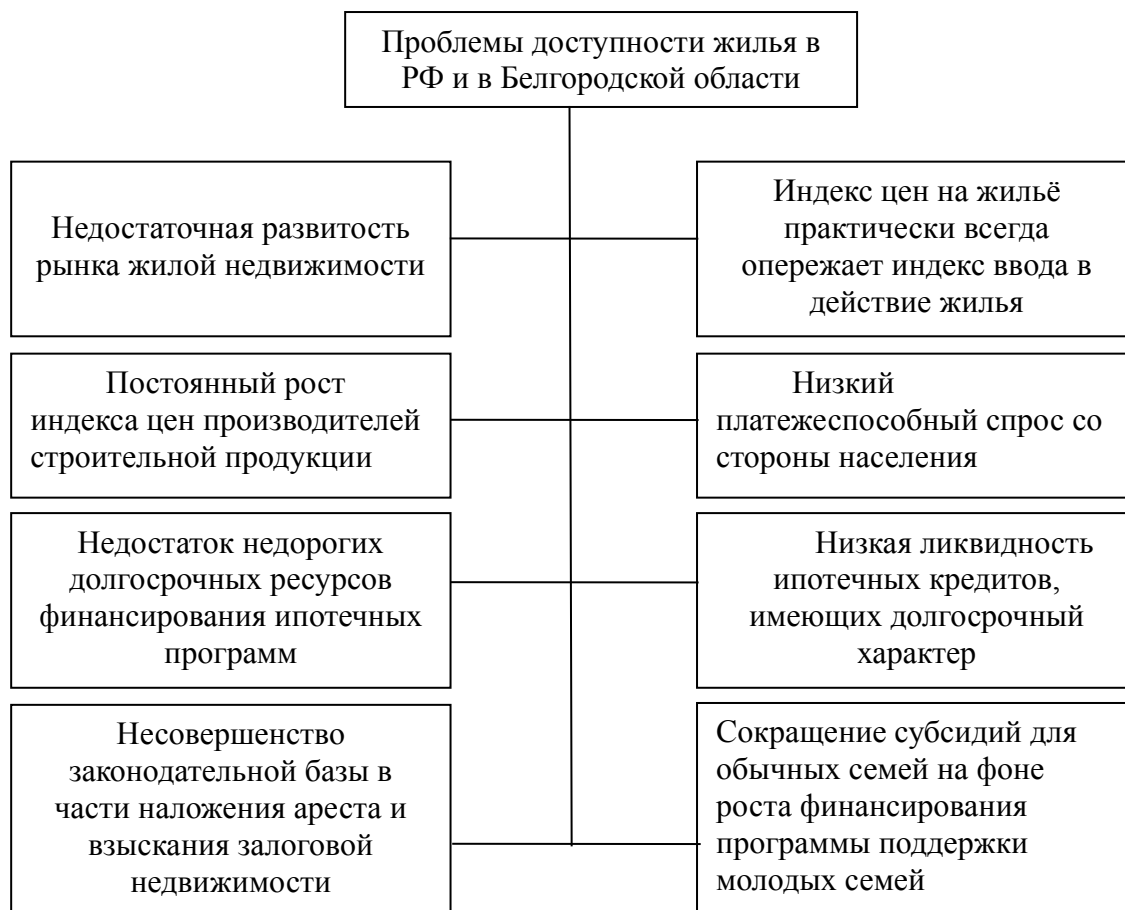 Проблемы доступности жилья в
РФ и в Белгородской области
Недостаточная развитость
рынка жилой недвижимости
Индекс цен на жильё
практически всегда
опережает индекс ввода в
действие жилья
Постоянный рост
индекса цен производителей
строительной продукции
Низкий
платежеспособный спрос со
стороны населения
Недостаток недорогих
долгосрочных ресурсов
финансирования ипотечных
программ
Низкая ликвидность
ипотечных кредитов,
имеющих долгосрочный
характер
Несовершенство
законодательной базы в
части наложения ареста и
взыскания залоговой
недвижимости
Сокращение субсидий для
обычных семей на фоне
роста финансирования
программы поддержки
молодых семей